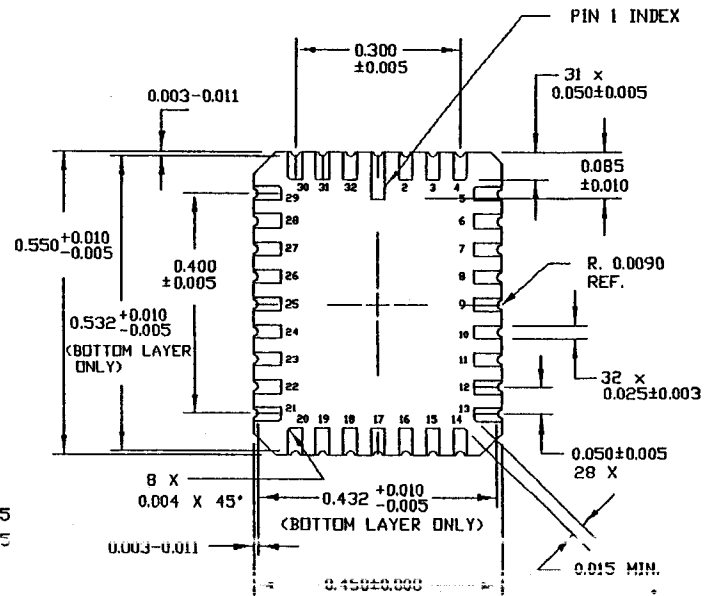 PIN 1 INDEX
0.300
±0.005
31 x
0.050±0.005
0.003-0.011
0.085
±0.010
30 31 32 2 3 4
29 5
28 6
27 7
26 8
25 9
24 10
23 11
22 12
21 13
20 19 18 17 16 15 14
0.550 +0.010
-0.005
0.400
±0.005
0.532 +0.010
-0.005
(BOTTOM LAYER
ONLY)
R. 0.0090
REF.
32 x
0.025±0.003
0.050±0.005
28 X
8 X
0.004 X 45°
0.432 +0.010
-0.005
(BOTTOM LAYER ONLY)
5
0.003-0.011
0.015 MIN.